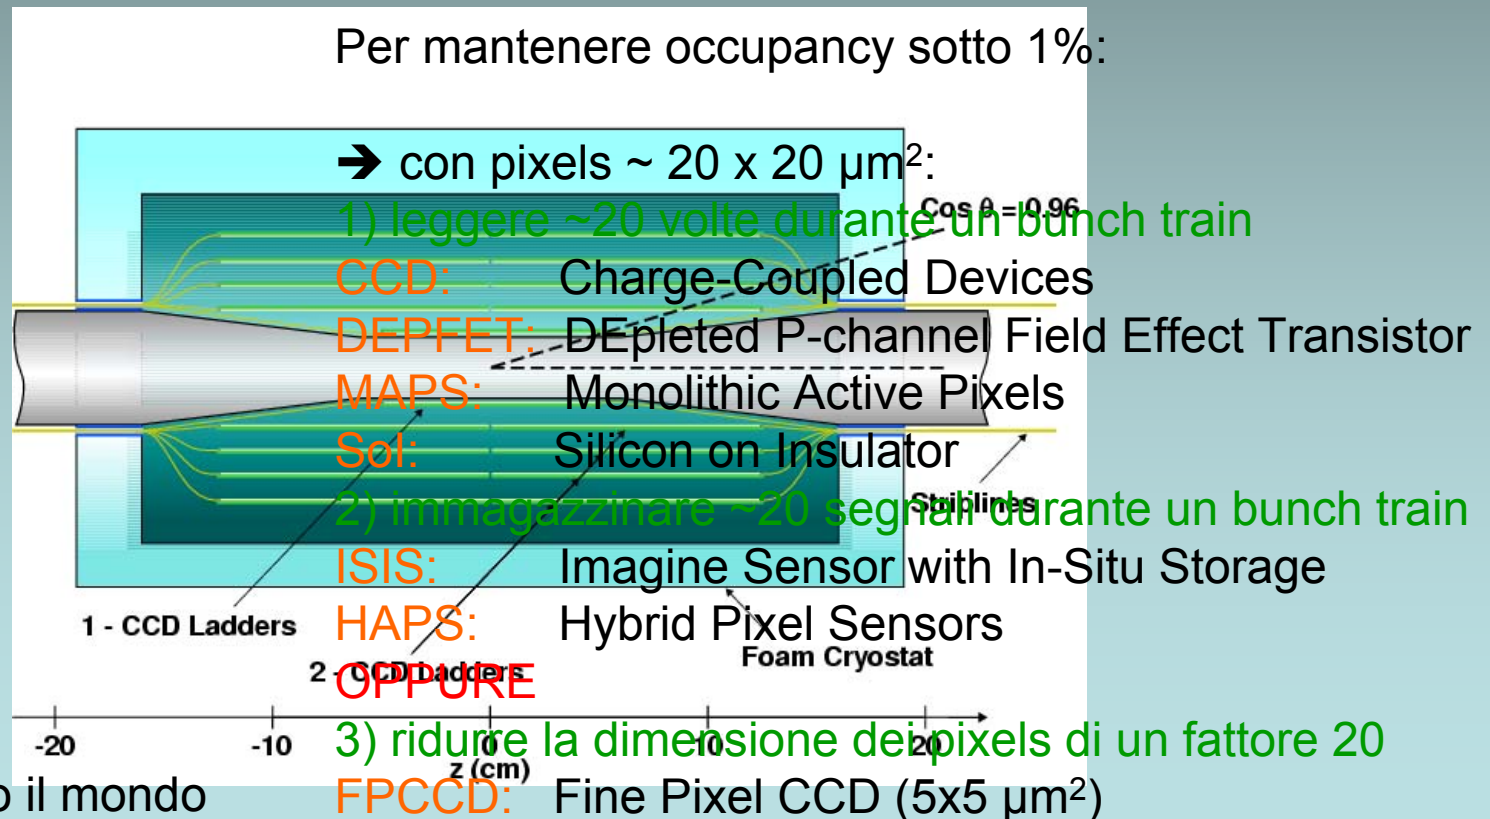 Per mantenere occupancy sotto 1%:
➔ con pixels ~ 20 x 20 µm²:
Cos θ = 0.96
1) leggere ~20 volte durante un bunch train
CCD: Charge-Coupled Devices
DEPFET: DEpleted P-channel Field Effect Transistor
MAPS: Monolithic Active Pixels
SoI: Silicon on Insulator
Striplines
2) immagazzinare ~20 segnali durante un bunch train
ISIS: Imagine Sensor with In-Situ Storage
1 - CCD Ladders
HAPS: Hybrid Pixel Sensors
Foam Cryostat
2 - CCD Ladders
OPPURE
-20 -10 0 10 20
z (cm)
3) ridurre la dimensione dei pixels di un fattore 20
o il mondo
FPCCD: Fine Pixel CCD (5x5 µm²)